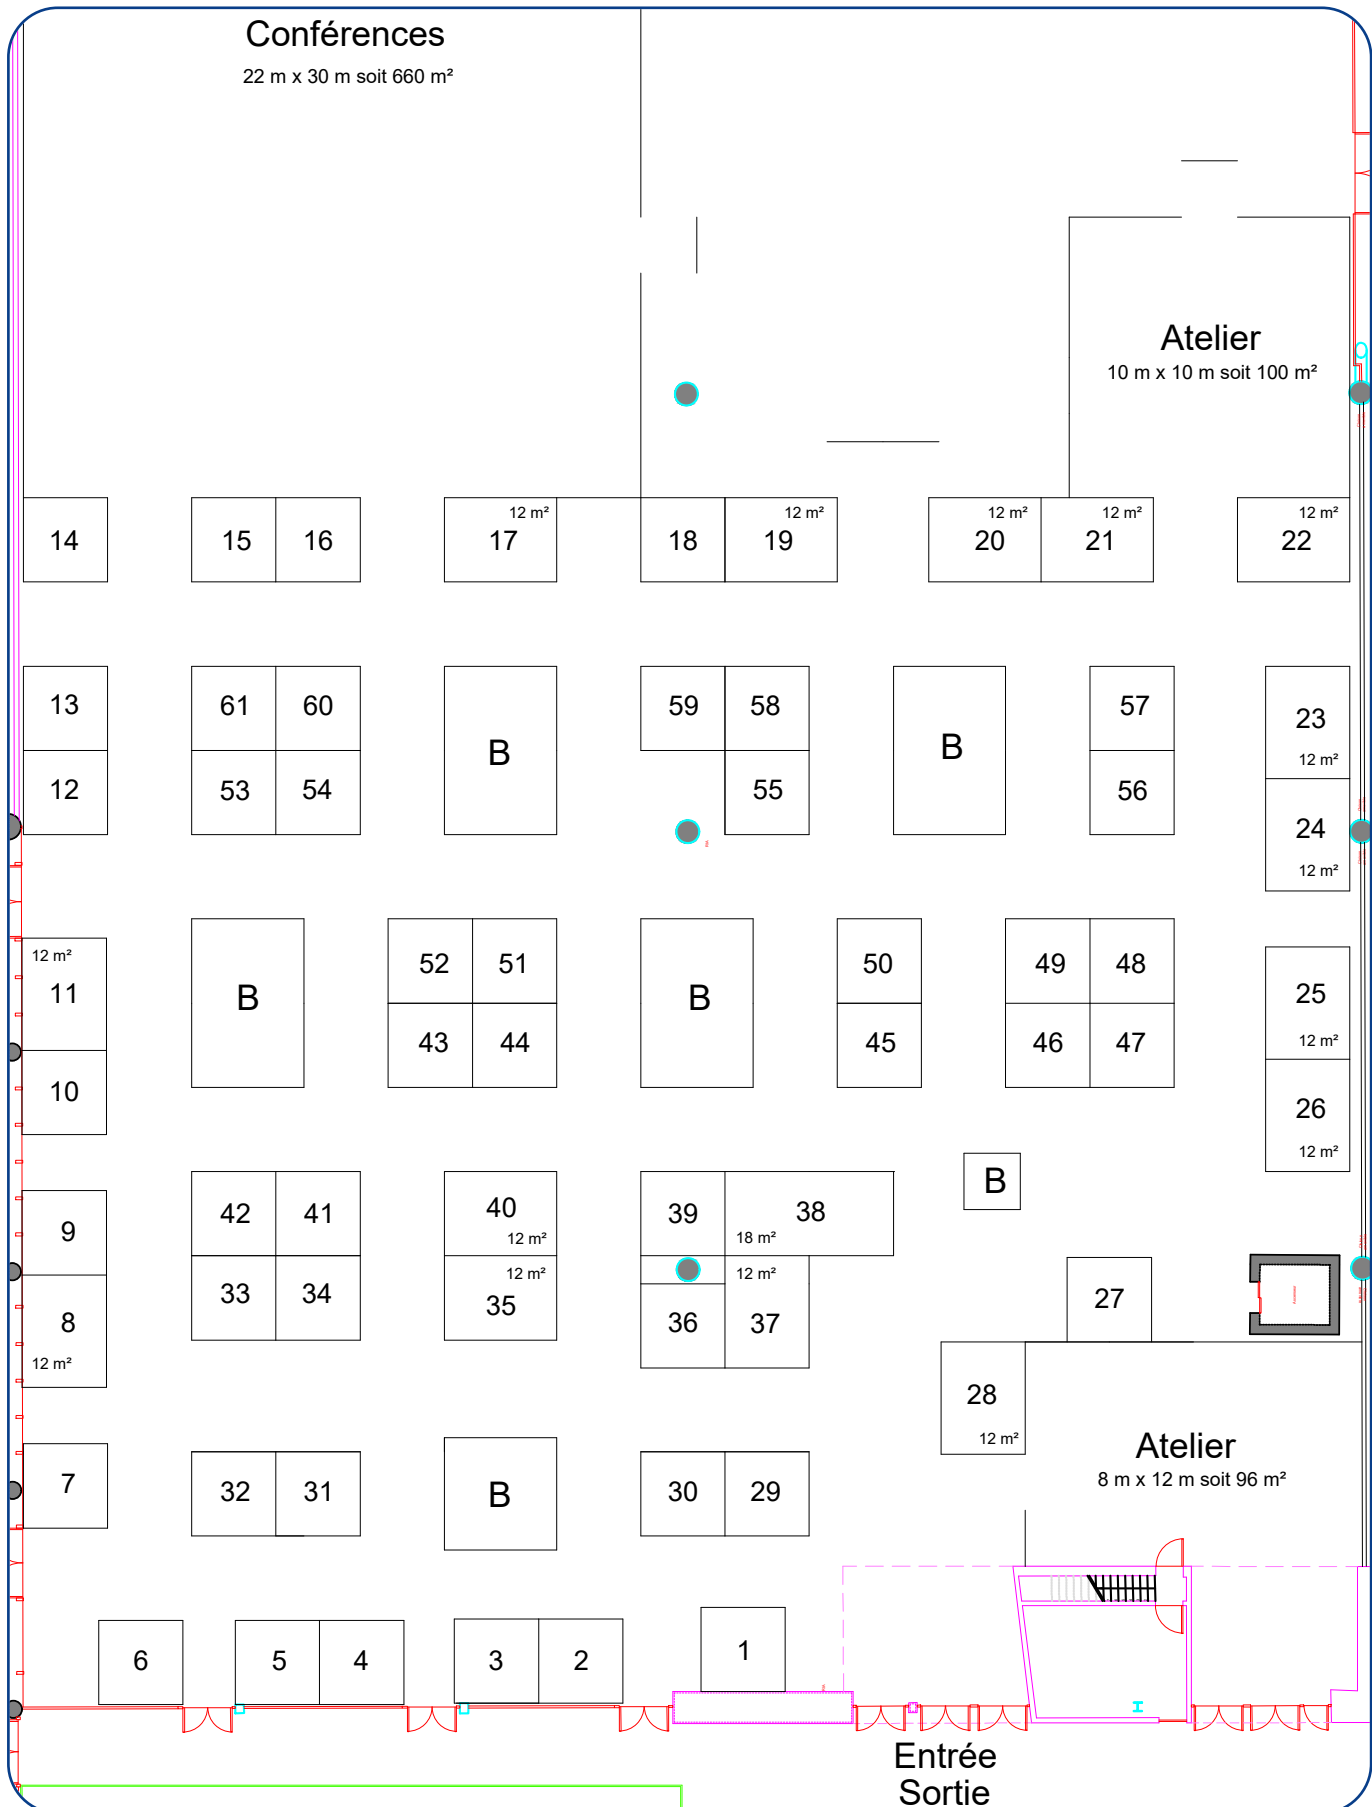 Conférences
22 m x 30 m soit 660 m²
Atelier
10 m x 10 m soit 100 m²
12 m² 12 m² 12 m² 12 m² 12 m²
14 15 16 17 18 19 20 21 22
13 61 60 59 58 57 23
B B
12 m²
12 53 54 55 56 24
12 m²
12 m²
11 B 52 51 B 50 49 48 25
43 44 45 46 47
12 m²
10 26
12 m²
B
9 42 41 40 39 38
12 m² 18 m²
12 m² 12 m²
8 33 34 35 36 37 27
12 m²
28
12 m²
Atelier
8 m x 12 m soit 96 m²
7 32 31 B 30 29
6 5 4 3 2 1
Entrée
Sortie